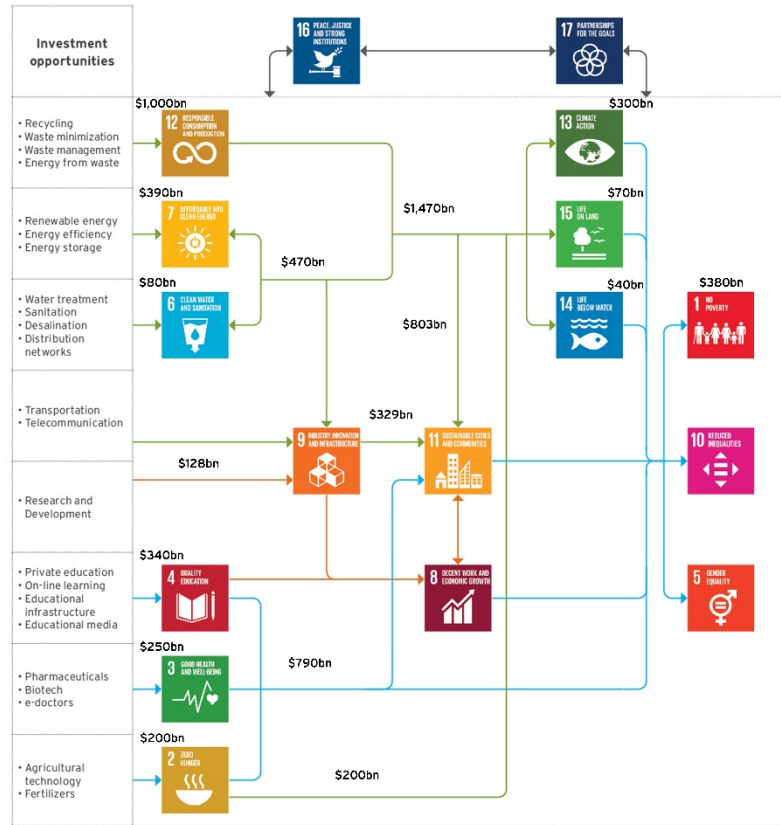 Investment
opportunities
16 PEACE, JUSTICE
AND STRONG
INSTITUTIONS
17 PARTNERSHIPS
FOR THE GOALS
$1,000bn
$300bn
• Recycling
• Waste minimization
• Waste management
• Energy from waste
12 RESPONSIBLE
CONSUMPTION
AND PRODUCTION
13 CLIMATE
ACTION
$390bn
$70bn
$1,470bn
• Renewable energy
• Energy efficiency
• Energy storage
7 AFFORDABLE AND
CLEAN ENERGY
15 LIFE
ON LAND
$470bn
$80bn
$40bn
$380bn
• Water treatment
• Sanitation
• Desalination
• Distribution
networks
6 CLEAN WATER
AND SANITATION
14 LIFE
BELOW WATER
1 NO
POVERTY
$803bn
• Transportation
• Telecommunication
$329bn
9 INDUSTRY, INNOVATION
AND INFRASTRUCTURE
11 SUSTAINABLE CITIES
AND COMMUNITIES
10 REDUCED
INEQUALITIES
$128bn
• Research and
Development
$340bn
• Private education
• On-line learning
• Educational
infrastructure
• Educational media
4 QUALITY
EDUCATION
8 DECENT WORK AND
ECONOMIC GROWTH
5 GENDER
EQUALITY
$250bn
$790bn
• Pharmaceuticals
• Biotech
• e-doctors
3 GOOD HEALTH
AND WELL-BEING
$200bn
• Agricultural
technology
• Fertilizers
2 ZERO
HUNGER
$200bn